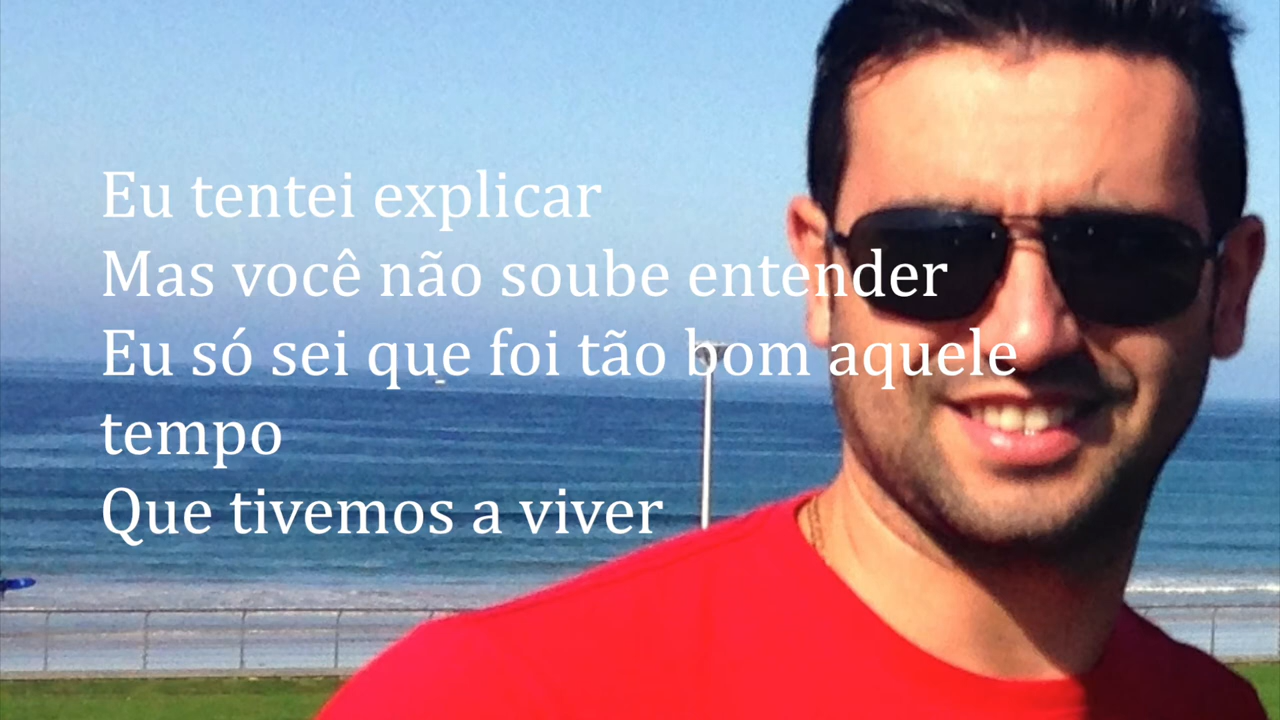 Eu tentei explicar
Mas você não soube entender
Eu só sei que foi tão bom aquele
tempo
Que tivemos a viver